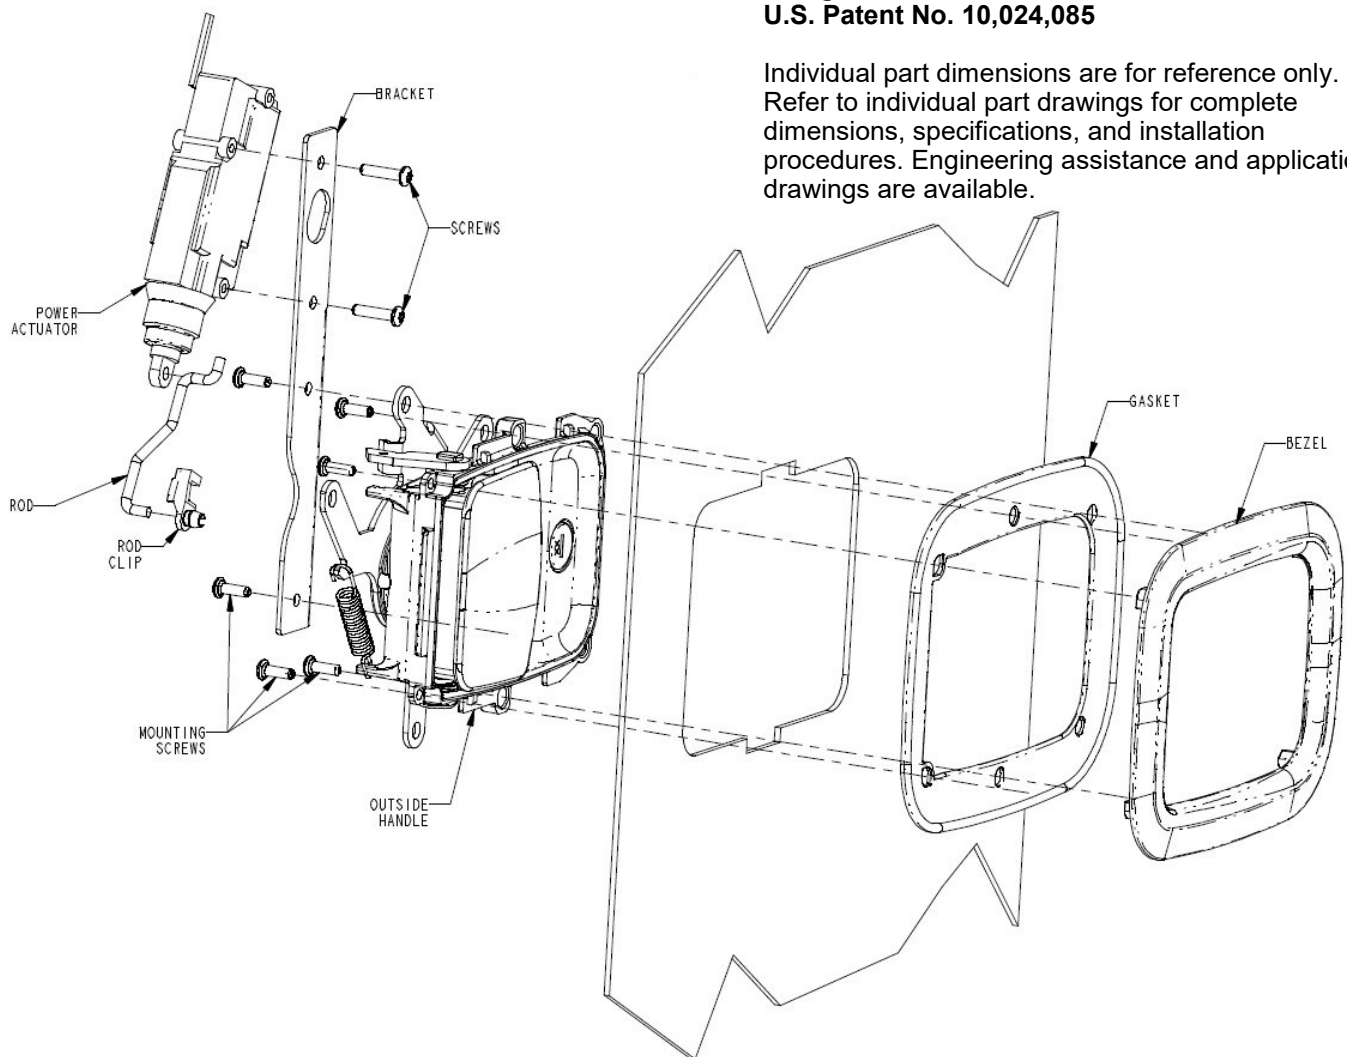 U.S. Patent No. 10,024,085
Individual part dimensions are for reference only.
Refer to individual part drawings for complete
dimensions, specifications, and installation
procedures. Engineering assistance and applicatio
drawings are available.
BRACKET
SCREWS
POWER
ACTUATOR
GASKET
BEZEL
ROD
ROD
CLIP
MOUNTING
SCREWS
OUTSIDE
HANDLE